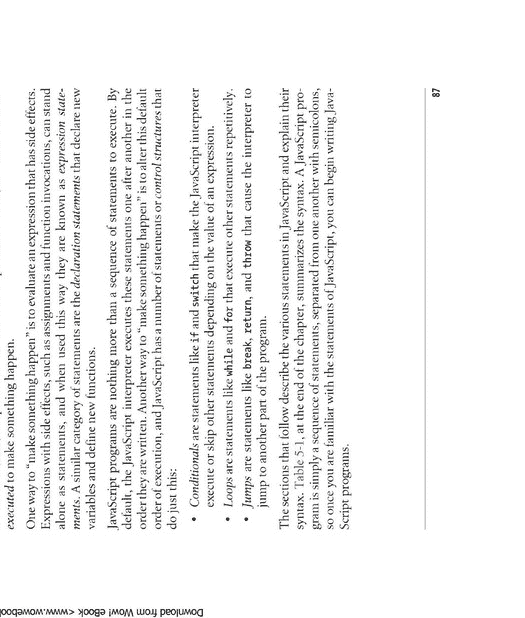 executed to make something happen.
One way to “make something happen” is to evaluate an expression that has side effects.
Expressions with side effects, such as assignments and function invocations, can stand
alone as statements, and when used this way they are known as expression state-
ments. A similar category of statements are the declaration statements that declare new
variables and define new functions.
JavaScript programs are nothing more than a sequence of statements to execute. By
default, the JavaScript interpreter executes these statements one after another in the
order they are written. Another way to “make something happen” is to alter this default
order of execution, and JavaScript has a number of statements or control structures that
do just this:
• Conditionals are statements like if and switch that make the JavaScript interpreter
execute or skip other statements depending on the value of an expression.
• Loops are statements like while and for that execute other statements repetitively.
• Jumps are statements like break, return, and throw that cause the interpreter to
jump to another part of the program.
The sections that follow describe the various statements in JavaScript and explain their
syntax. Table 5-1, at the end of the chapter, summarizes the syntax. A JavaScript pro-
gram is simply a sequence of statements, separated from one another with semicolons,
so once you are familiar with the statements of JavaScript, you can begin writing Java-
Script programs.
87
Download from Wow! eBook <www.wowebook